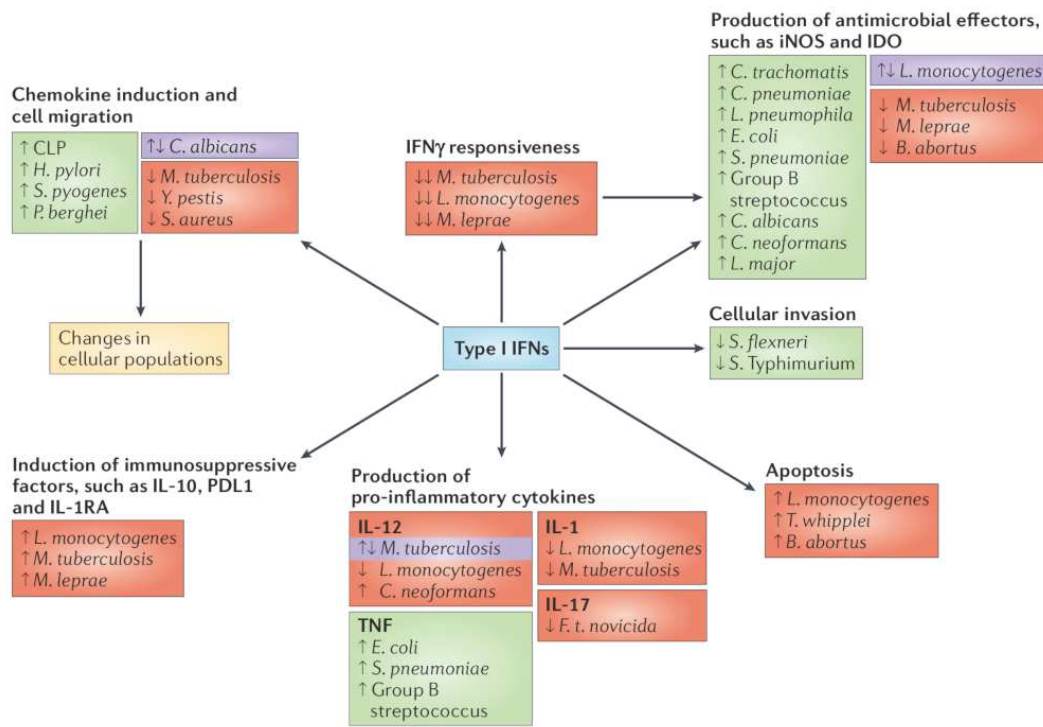 Production of antimicrobial effectors,
such as iNOS and IDO
↑ C. trachomatis
↑ C. pneumoniae
↑ L. pneumophila
↑ E. coli
↑ S. pneumoniae
↑ Group B
streptococcus
↑ C. albicans
↑ C. neoformans
↑ L. major
↑↓ L. monocytogenes
↓ M. tuberculosis
↓ M. leprae
↓ B. abortus
Chemokine induction and
cell migration
↑ CLP
↑ H. pylori
↑ S. pyogenes
↑ P. berghei
↑↓ C. albicans
↓ M. tuberculosis
↓ Y. pestis
↓ S. aureus
IFNγ responsiveness
↓↓ M. tuberculosis
↓↓ L. monocytogenes
↓↓ M. leprae
Changes in
cellular populations
Type I IFNs
Cellular invasion
↓ S. flexneri
↓ S. Typhimurium
Induction of immunosuppressive
factors, such as IL-10, PDL1
and IL-1RA
↑ L. monocytogenes
↑ M. tuberculosis
↑ M. leprae
Production of
pro-inflammatory cytokines
IL-12
↑↓ M. tuberculosis
↓ L. monocytogenes
↑ C. neoformans
IL-1
↓ L. monocytogenes
↓ M. tuberculosis
IL-17
↓ F. t. novicida
TNF
↑ E. coli
↑ S. pneumoniae
↑ Group B
streptococcus
Apoptosis
↑ L. monocytogenes
↑ T. whipplei
↑ B. abortus